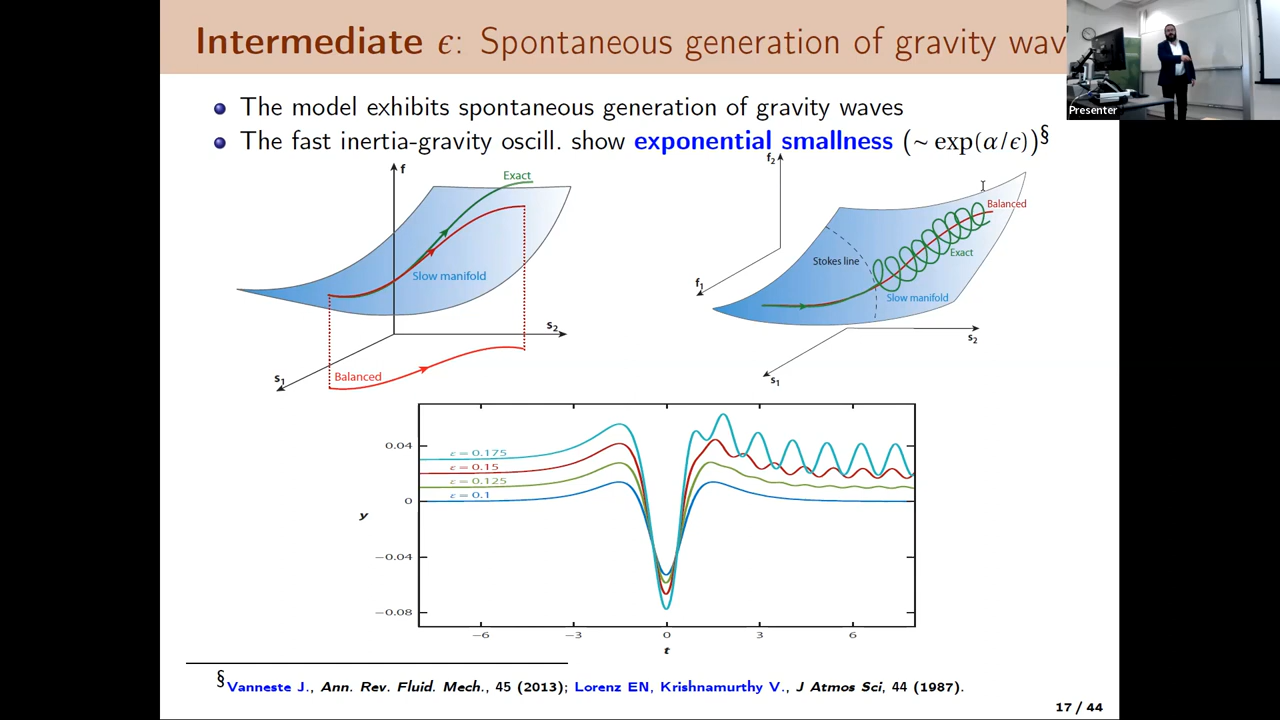 Intermediate ϵ: Spontaneous generation of gravity wav
Presenter
The model exhibits spontaneous generation of gravity waves
The fast inertia-gravity oscill. show exponential smallness (∼ exp(α/ϵ))§
f
Exact
Slow manifold
s₂
s₁
Balanced
f₂
Balanced
Stokes line
Exact
f₁
Slow manifold
s₂
s₁
0.04
0
−0.04
−0.08
y
ε = 0.175
ε = 0.15
ε = 0.125
ε = 0.1
−6
−3
0
3
6
t
§Vanneste J., Ann. Rev. Fluid. Mech., 45 (2013); Lorenz EN, Krishnamurthy V., J Atmos Sci, 44 (1987).
17 / 44